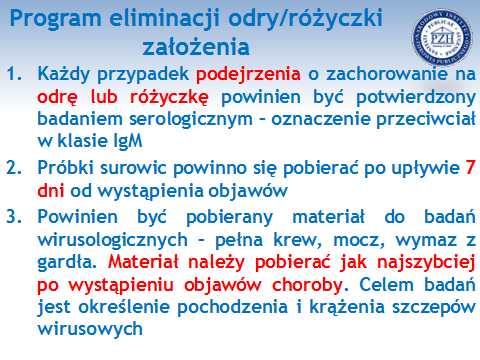 Program eliminacji odry/różyczki
założenia
1. Każdy przypadek podejrzenia o zachorowanie na
odrę lub różyczkę powinien być potwierdzony
badaniem serologicznym – oznaczenie przeciwciał
w klasie IgM
2. Próbki surowic powinno się pobierać po upływie 7
dni od wystąpienia objawów
3. Powinien być pobierany materiał do badań
wirusologicznych – pełna krew, mocz, wymaz z
gardła. Materiał należy pobierać jak najszybciej
po wystąpieniu objawów choroby. Celem badań
jest określenie pochodzenia i krążenia szczepów
wirusowych
PZH